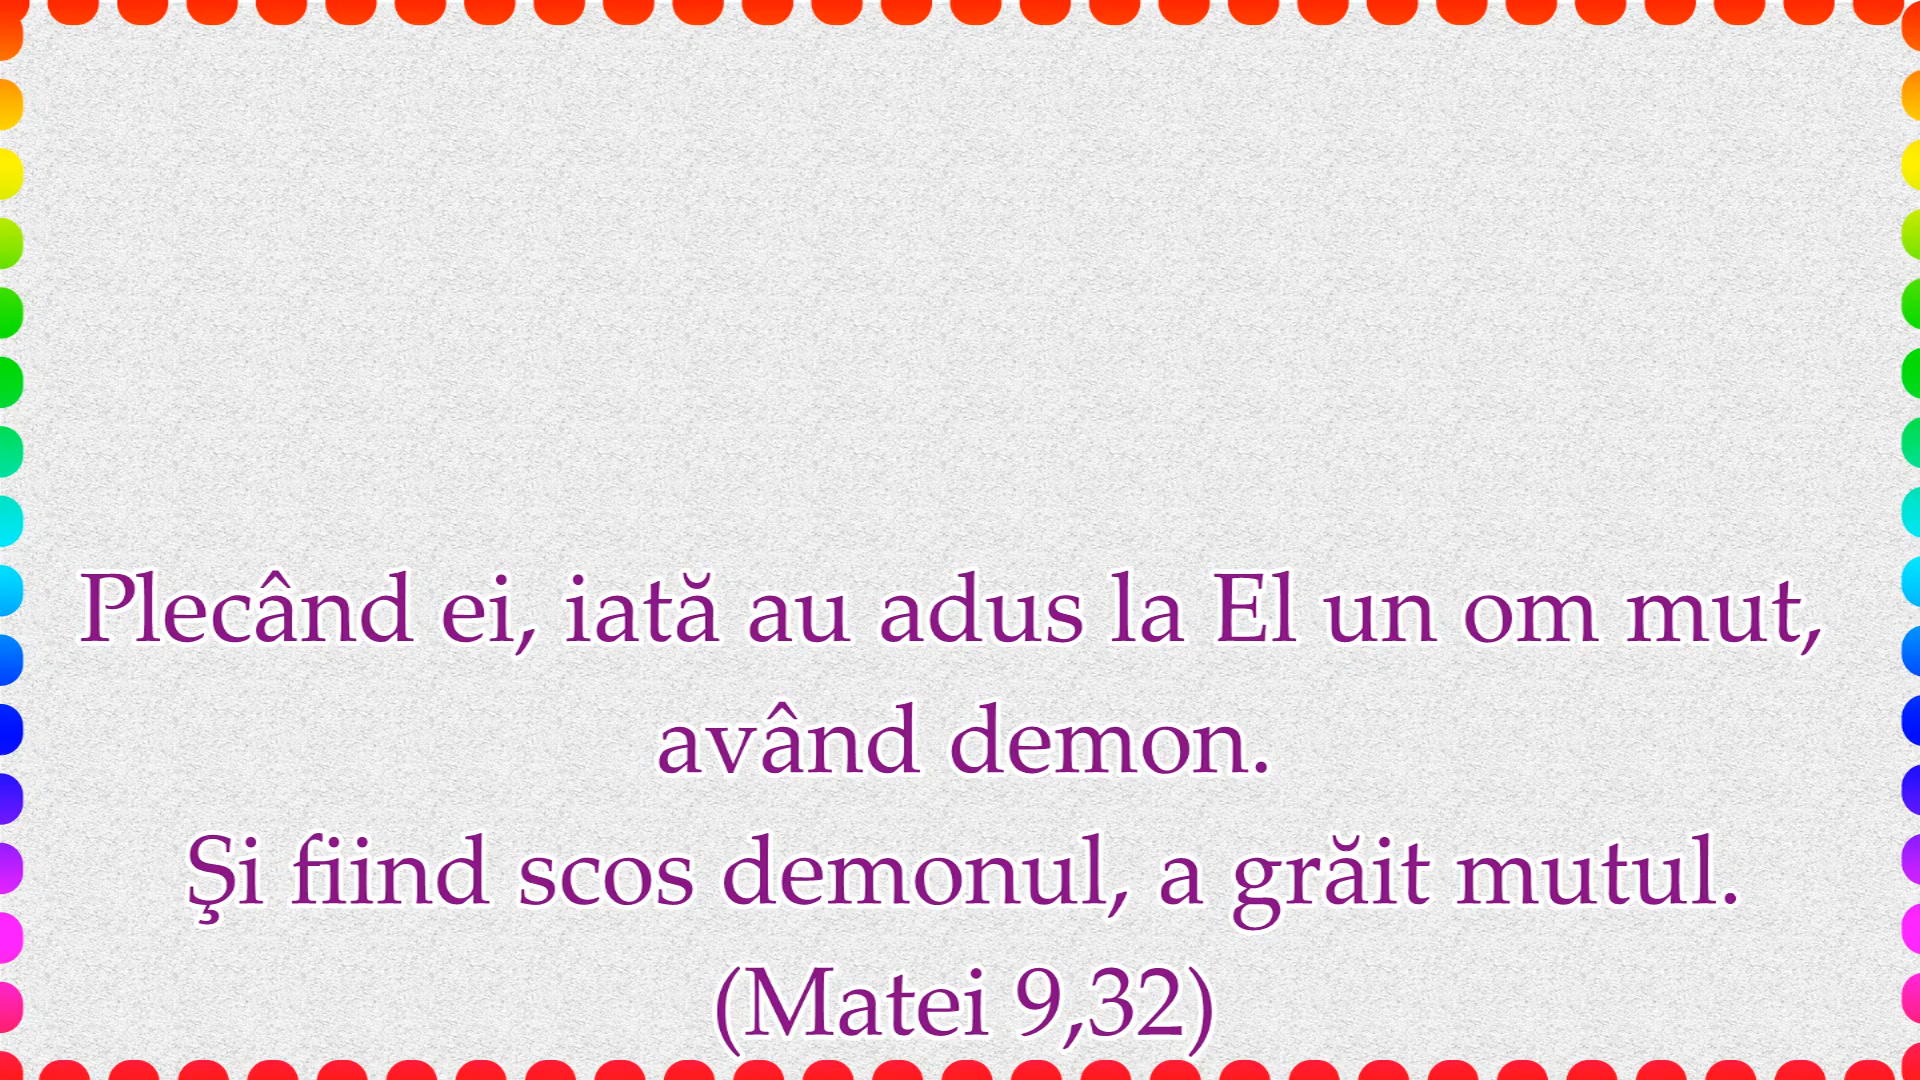 Plecând ei, iată au adus la El un om mut,
având demon.
Şi fiind scos demonul, a grăit mutul.
(Matei 9,32)